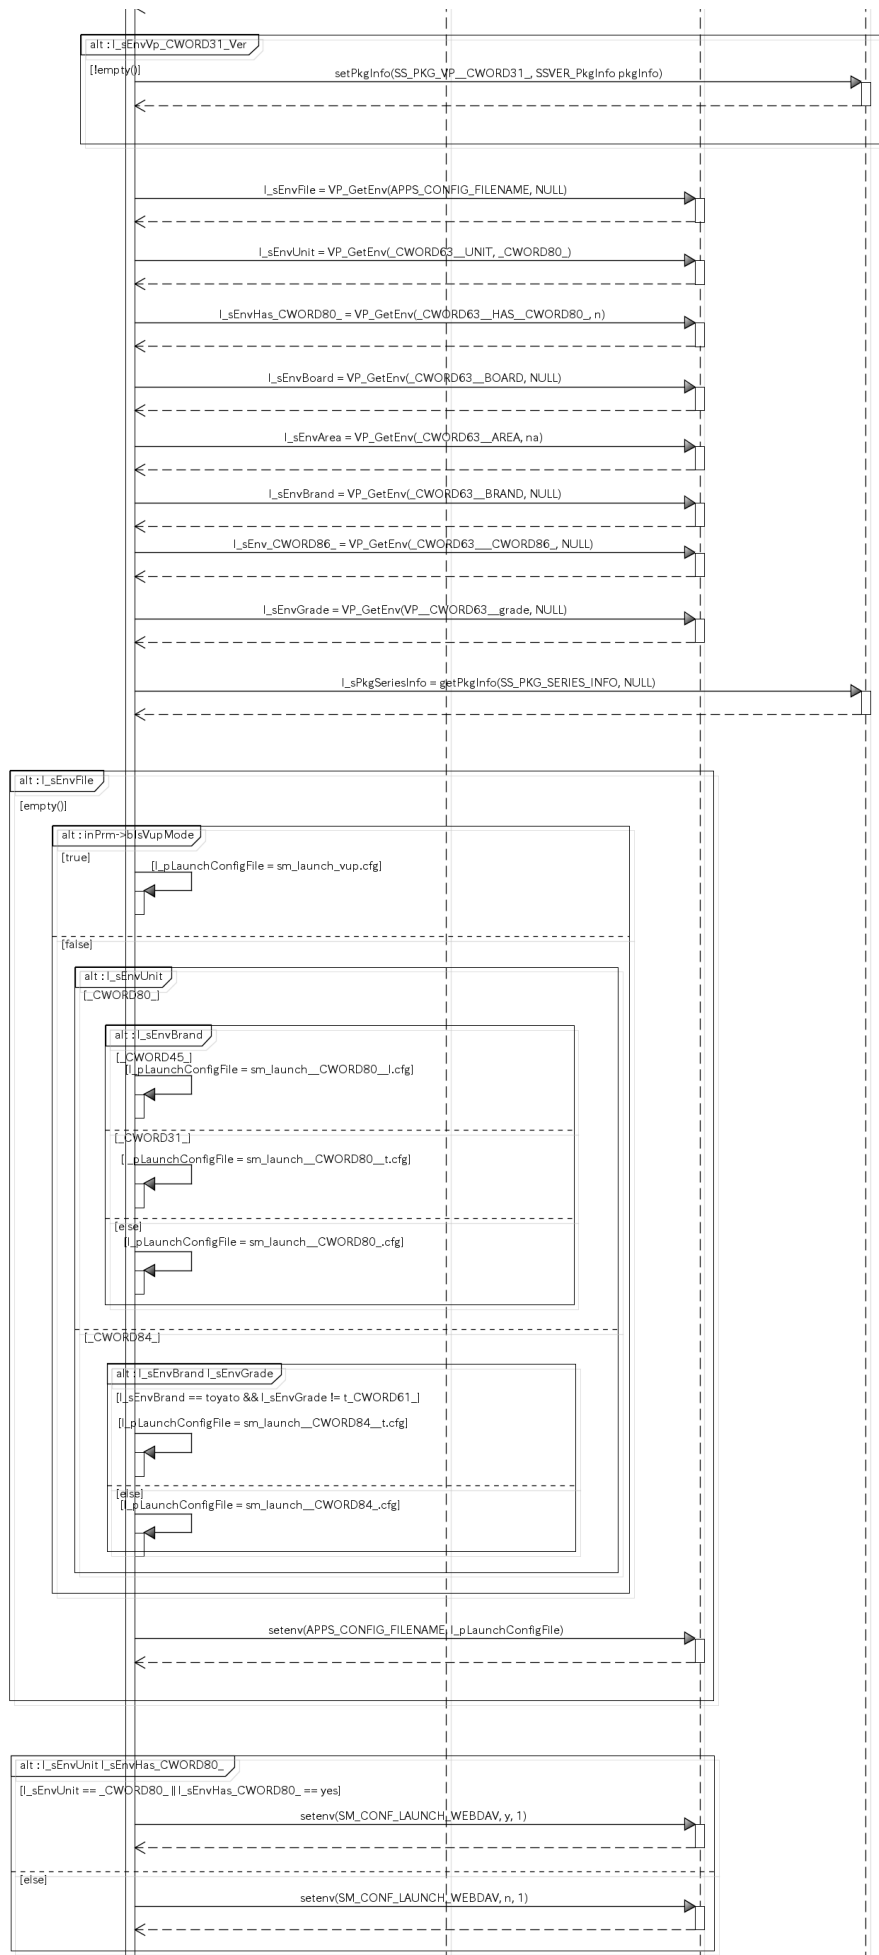 alt : l_sEnvVp_CWORD31_Ver
[!empty()]
setPkgInfo(SS_PKG_VP__CWORD31_, SSVER_PkgInfo pkgInfo)
l_sEnvFile = VP_GetEnv(APPS_CONFIG_FILENAME, NULL)
l_sEnvUnit = VP_GetEnv(_CWORD63__UNIT, _CWORD80_)
l_sEnvHas_CWORD80_ = VP_GetEnv(_CWORD63__HAS__CWORD80_, n)
l_sEnvBoard = VP_GetEnv(_CWORD63__BOARD, NULL)
l_sEnvArea = VP_GetEnv(_CWORD63__AREA, na)
l_sEnvBrand = VP_GetEnv(_CWORD63__BRAND, NULL)
l_sEnv_CWORD86_ = VP_GetEnv(_CWORD63___CWORD86_, NULL)
l_sEnvGrade = VP_GetEnv(VP__CWORD63__grade, NULL)
l_sPkgSeriesInfo = getPkgInfo(SS_PKG_SERIES_INFO, NULL)
alt : l_sEnvFile
[empty()]
alt : inPrm->bIsVupMode
[true]
[l_pLaunchConfigFile = sm_launch_vup.cfg]
[false]
alt : l_sEnvUnit
[_CWORD80_]
alt : l_sEnvBrand
[_CWORD45_]
[l_pLaunchConfigFile = sm_launch__CWORD80__l.cfg]
[_CWORD31_]
[l_pLaunchConfigFile = sm_launch__CWORD80__t.cfg]
[else]
[l_pLaunchConfigFile = sm_launch__CWORD80_.cfg]
[_CWORD84_]
alt : l_sEnvBrand l_sEnvGrade
[l_sEnvBrand == toyato && l_sEnvGrade != t_CWORD61_]
[l_pLaunchConfigFile = sm_launch__CWORD84__t.cfg]
[else]
[l_pLaunchConfigFile = sm_launch__CWORD84_.cfg]
setenv(APPS_CONFIG_FILENAME, l_pLaunchConfigFile)
alt : l_sEnvUnit l_sEnvHas_CWORD80_
[l_sEnvUnit == _CWORD80_ || l_sEnvHas_CWORD80_ == yes]
setenv(SM_CONF_LAUNCH_WEBDAV, y, 1)
[else]
setenv(SM_CONF_LAUNCH_WEBDAV, n, 1)